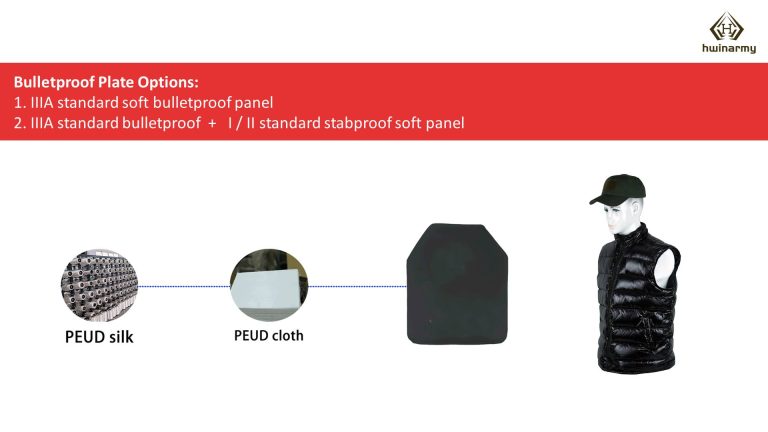 hwinarmy
Bulletproof Plate Options:
1. IIIA standard soft bulletproof panel
2. IIIA standard bulletproof + I / II standard stabproof soft panel
PEUD silk
PEUD cloth